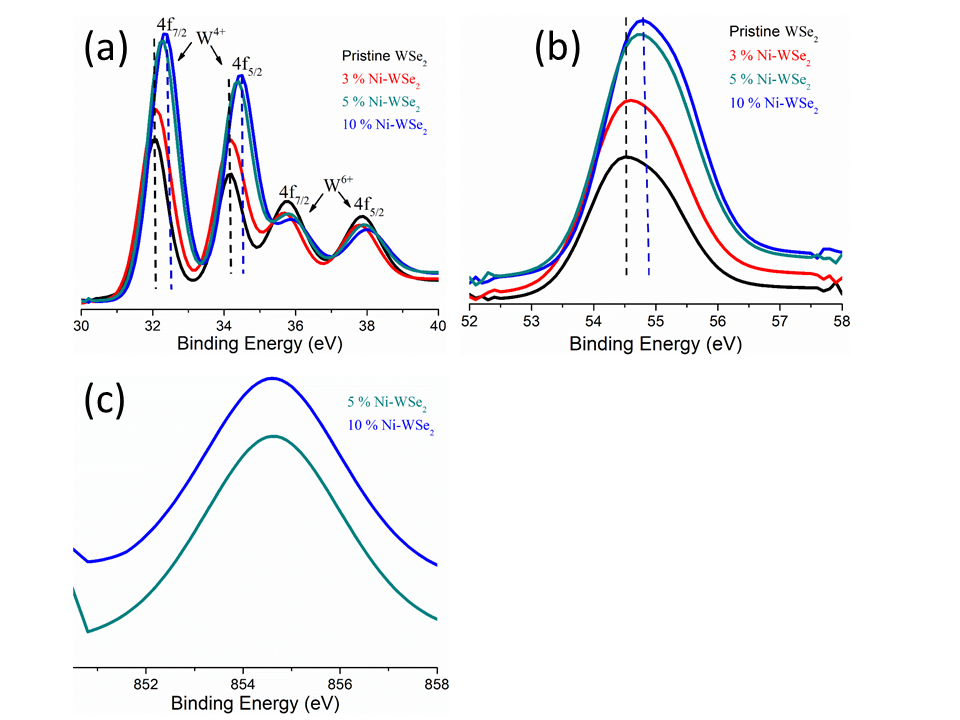 (a)
4f7/2
W4+
4f5/2
4f7/2
W6+
4f5/2
Pristine WSe2
3 % Ni-WSe2
5 % Ni-WSe2
10 % Ni-WSe2
30 32 34 36 38 40
Binding Energy (eV)
(b)
Pristine WSe2
3 % Ni-WSe2
5 % Ni-WSe2
10 % Ni-WSe2
52 53 54 55 56 57 58
Binding Energy (eV)
(c)
5 % Ni-WSe2
10 % Ni-WSe2
852 854 856 858
Binding Energy (eV)